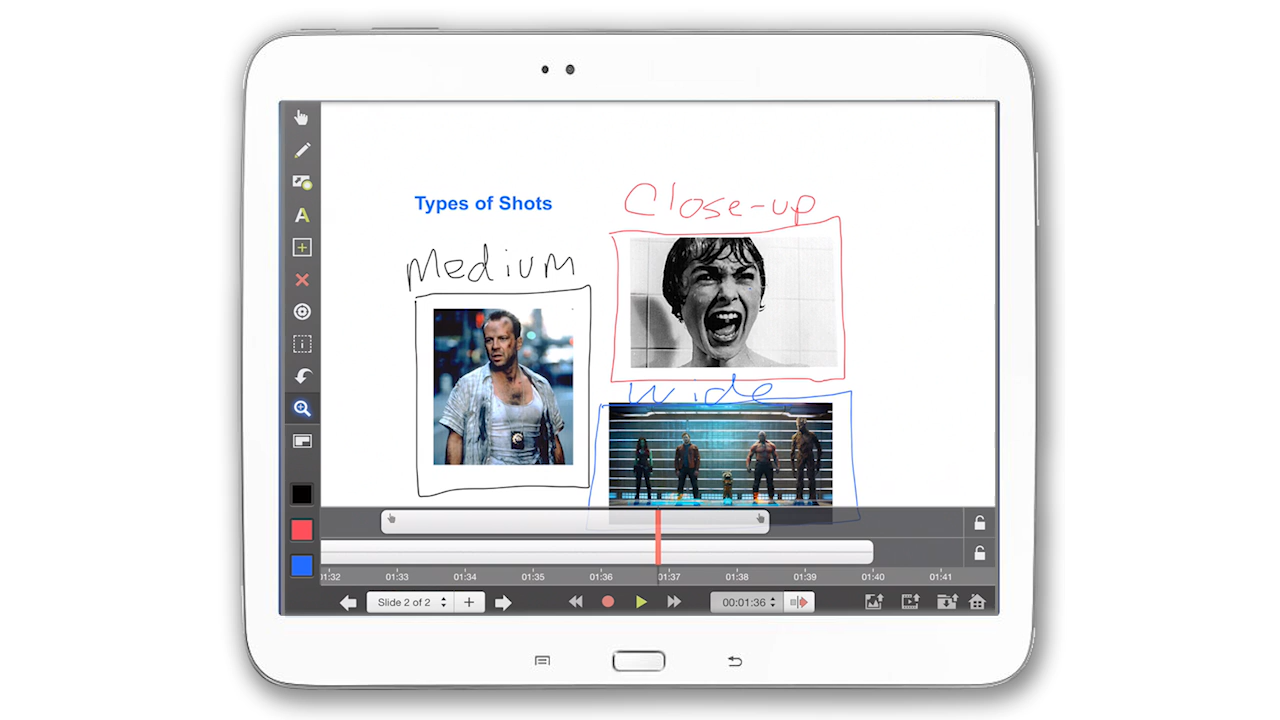 Types of Shots
Close-up
Medium
Wide
A
i
01:32 01:33 01:34 01:35 01:36 01:37 01:38 01:39 01:40 01:41
Slide 2 of 2 + 00:01:36